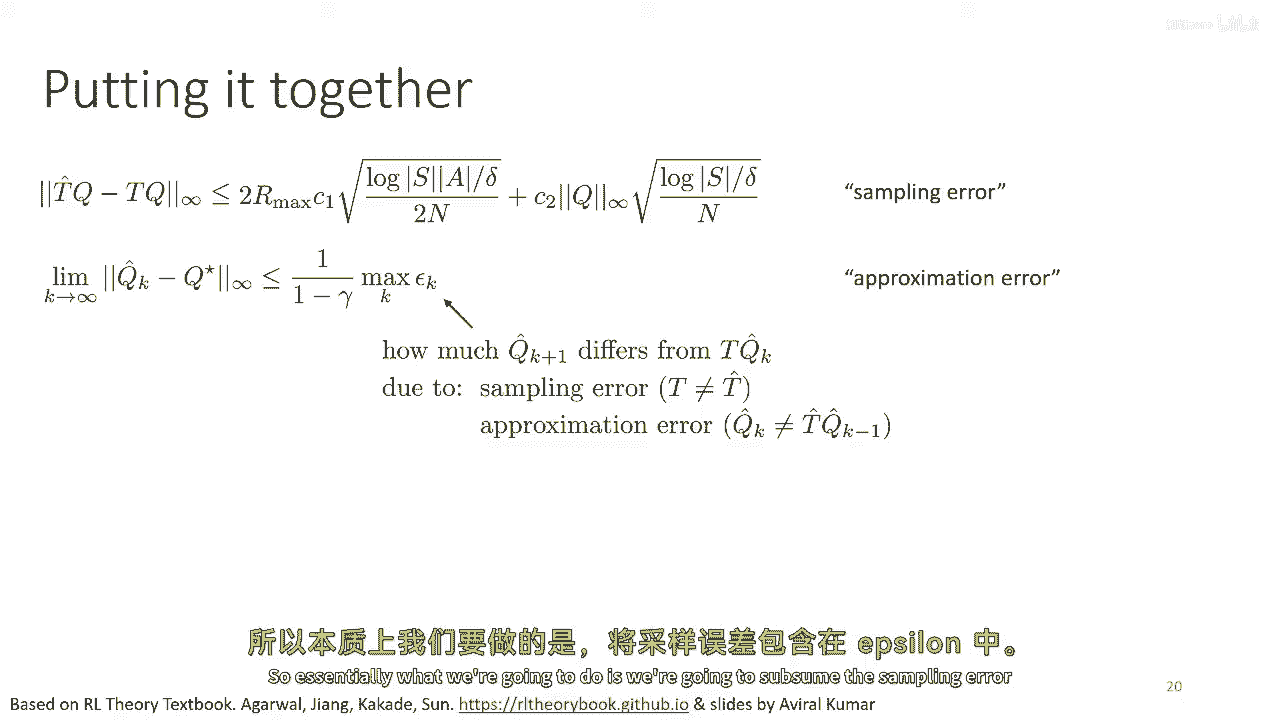 Putting it together
$||\hat{T}Q - TQ||_\infty \leq 2R_{\max}c_1\sqrt{\frac{\log |S||A|/\delta}{2N}} + c_2||Q||_\infty\sqrt{\frac{\log |S|/\delta}{N}}$ “sampling error”
$\lim_{k\to\infty} ||\hat{Q}_k - Q^\star||_\infty \leq \frac{1}{1-\gamma} \max_k \epsilon_k$ “approximation error”
how much $\hat{Q}_{k+1}$ differs from $T\hat{Q}_k$
due to: sampling error ($T \neq \hat{T}$)
approximation error ($\hat{Q}_k \neq \hat{T}\hat{Q}_{k-1}$)
所以本质上我们要做的是，将采样误差包含在 epsilon 中。
So essentially what we're going to do is we're going to subsume the sampling error
20
Based on RL Theory Textbook. Agarwal, Jiang, Kakade, Sun. https://rltheorybook.github.io & slides by Aviral Kumar